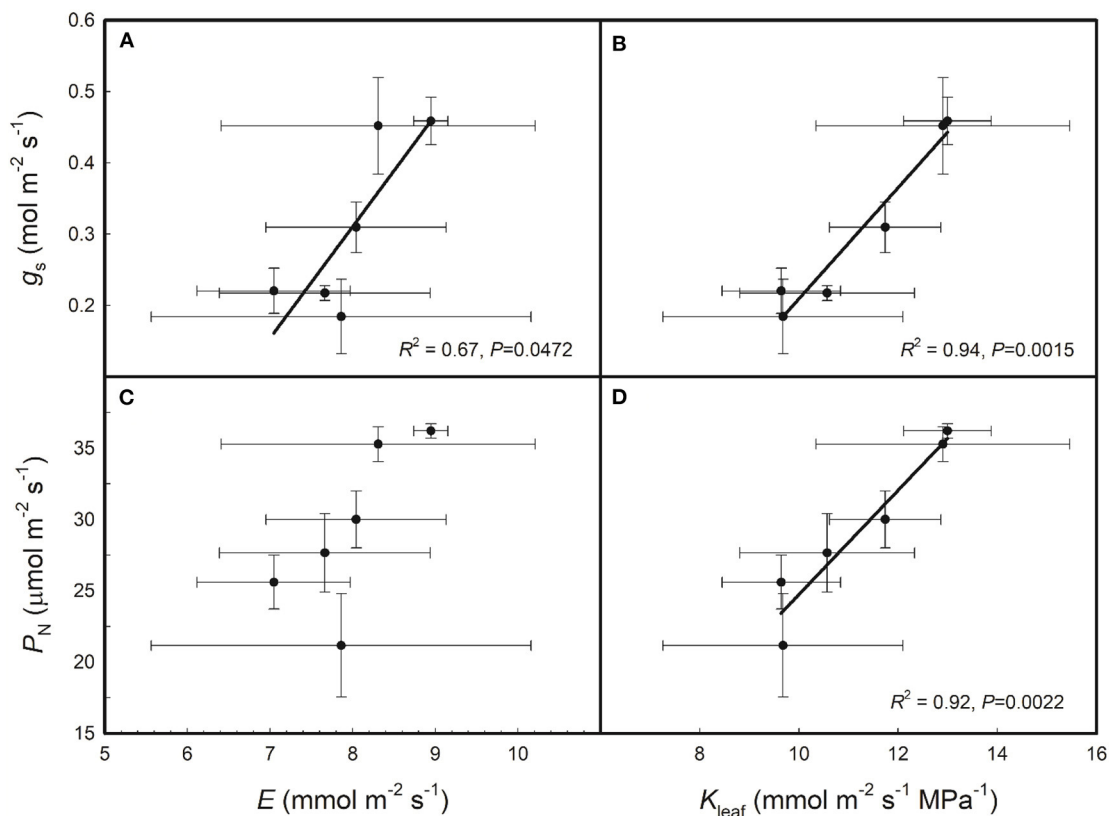 0.6
A
B
0.5
0.4
0.3
0.2
gs (mol m⁻² s⁻¹)
R² = 0.67, P=0.0472
R² = 0.94, P=0.0015
C
D
35
30
25
20
15
PN (μmol m⁻² s⁻¹)
R² = 0.92, P=0.0022
5 7 8 9 10
8 10 12 14 16
E (mmol m⁻² s⁻¹)
Kleaf (mmol m⁻² s⁻¹ MPa⁻¹)